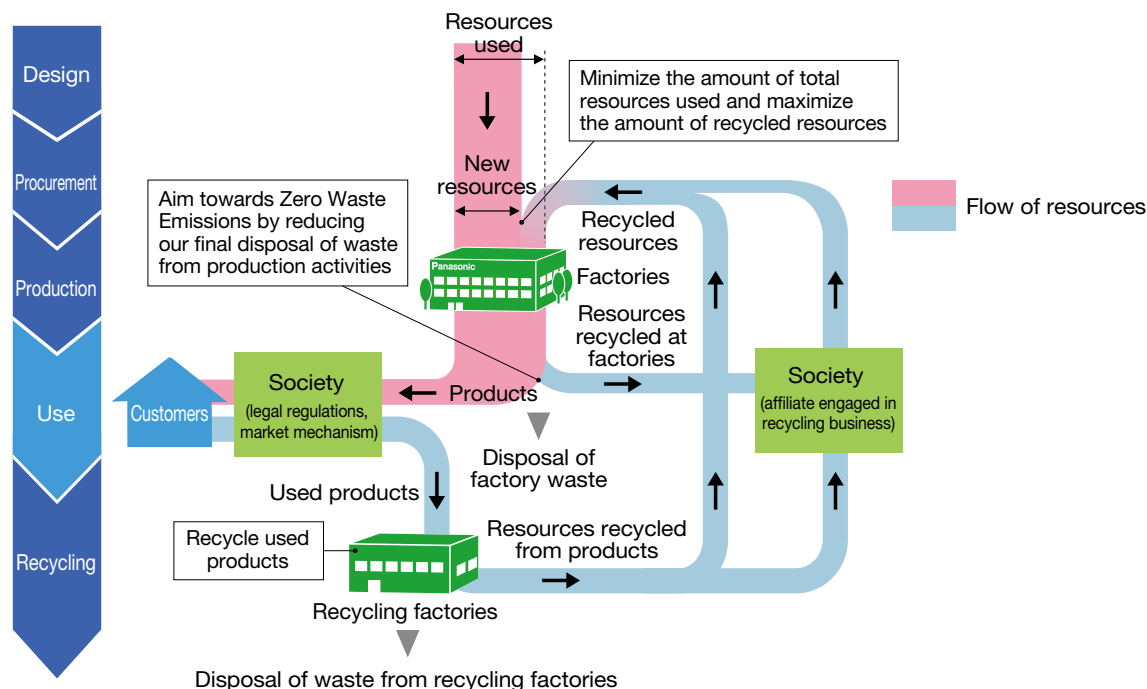 Design
Procurement
Production
Use
Recycling
Resources
used
Minimize the amount of total
resources used and maximize
the amount of recycled resources
New
resources
Aim towards Zero Waste
Emissions by reducing
our final disposal of waste
from production activities
Recycled
resources
Flow of resources
Panasonic
Factories
Resources
recycled at
factories
Customers
Society
(legal regulations,
market mechanism)
Products
Society
(affiliate engaged in
recycling business)
Disposal of
factory waste
Used products
Recycle used
products
Resources recycled
from products
Recycling factories
Disposal of waste from recycling factories